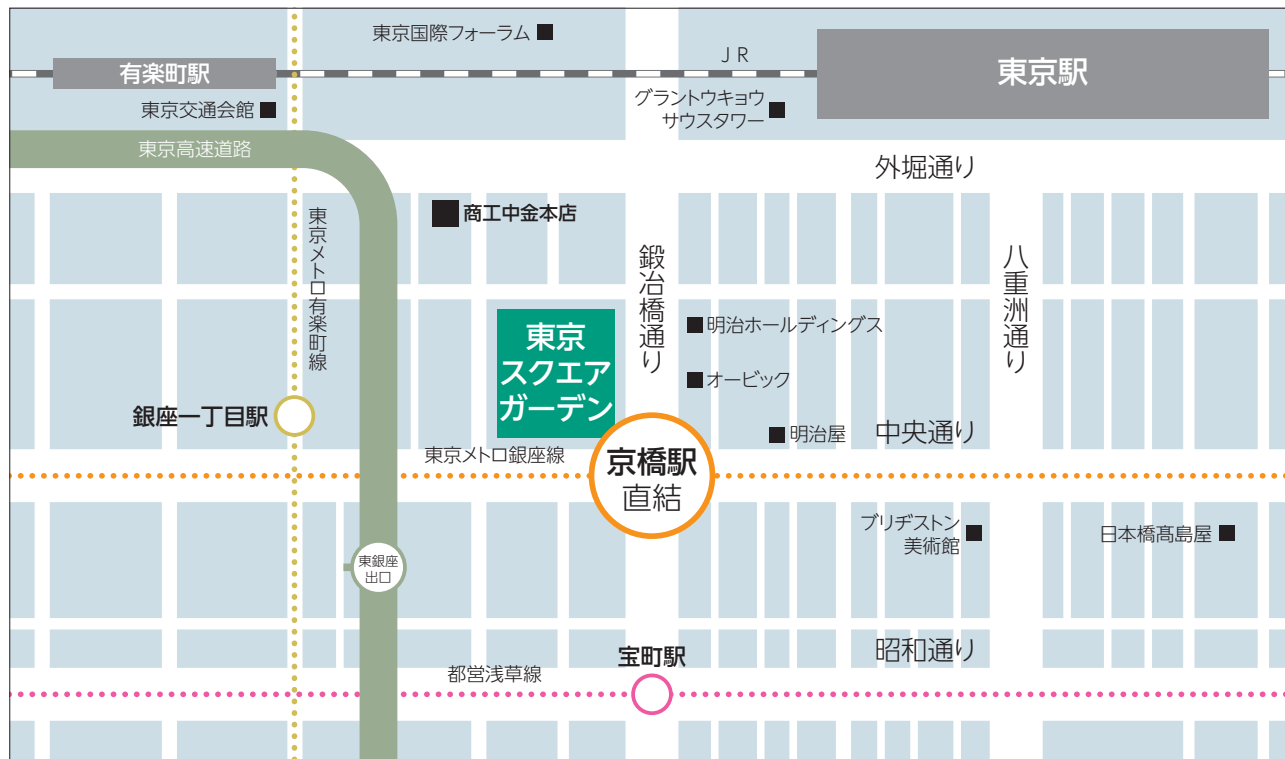 東京国際フォーラム
JR
有楽町駅
東京駅
東京交通会館
グラントウキョウ
サウスタワー
東京高速道路
外堀通り
東京メトロ有楽町線
商工中金本店
鍛冶橋通り
八重洲通り
東京
スクエア
ガーデン
明治ホールディングス
オービック
銀座一丁目駅
明治屋
中央通り
東京メトロ銀座線
京橋駅
直結
ブリヂストン
美術館
日本橋髙島屋
東銀座
出口
宝町駅
昭和通り
都営浅草線